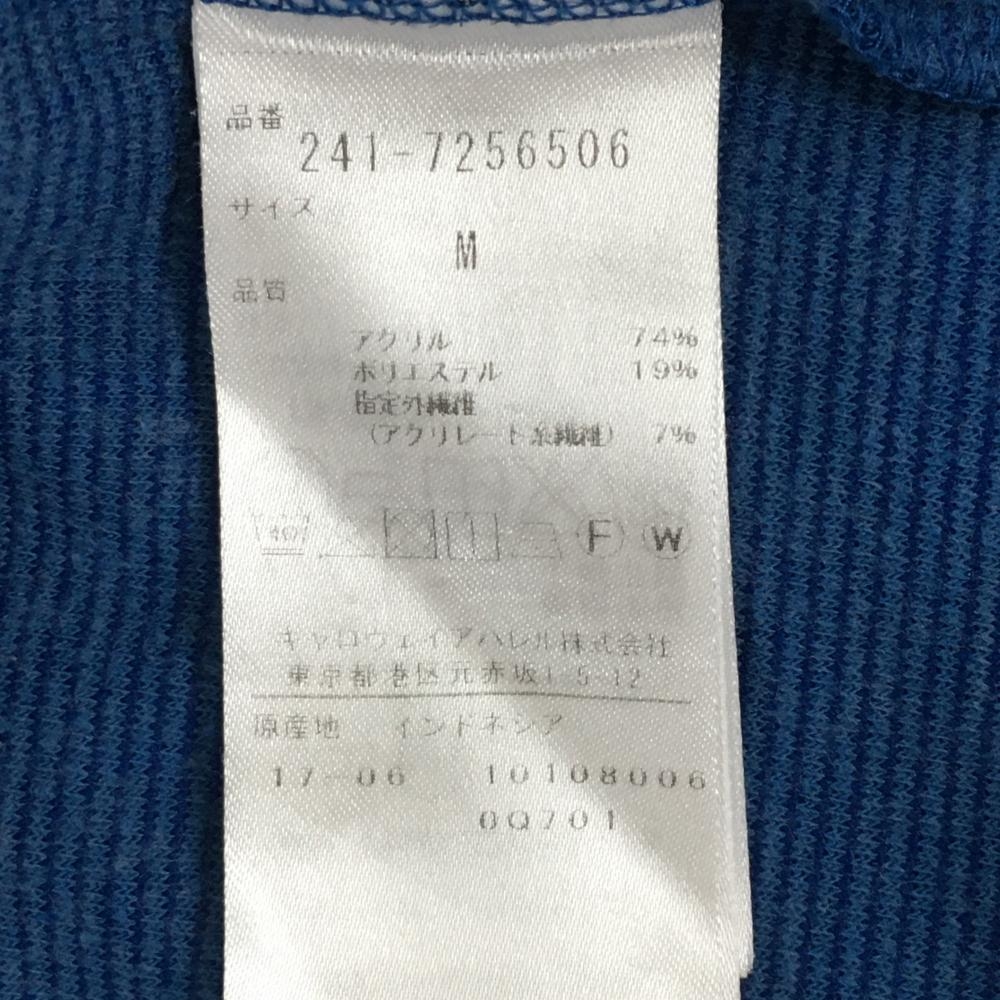 品番
241-7256506
サイズ
M
品質
アクリル 74%
ポリエステル 19%
指定外繊維
(アクリレート系繊維) 7%
40 F W
キャロウェイアパレル株式会社
東京都港区元赤坂1-5-12
原産地 インドネシア
17-06 10108006
0Q701